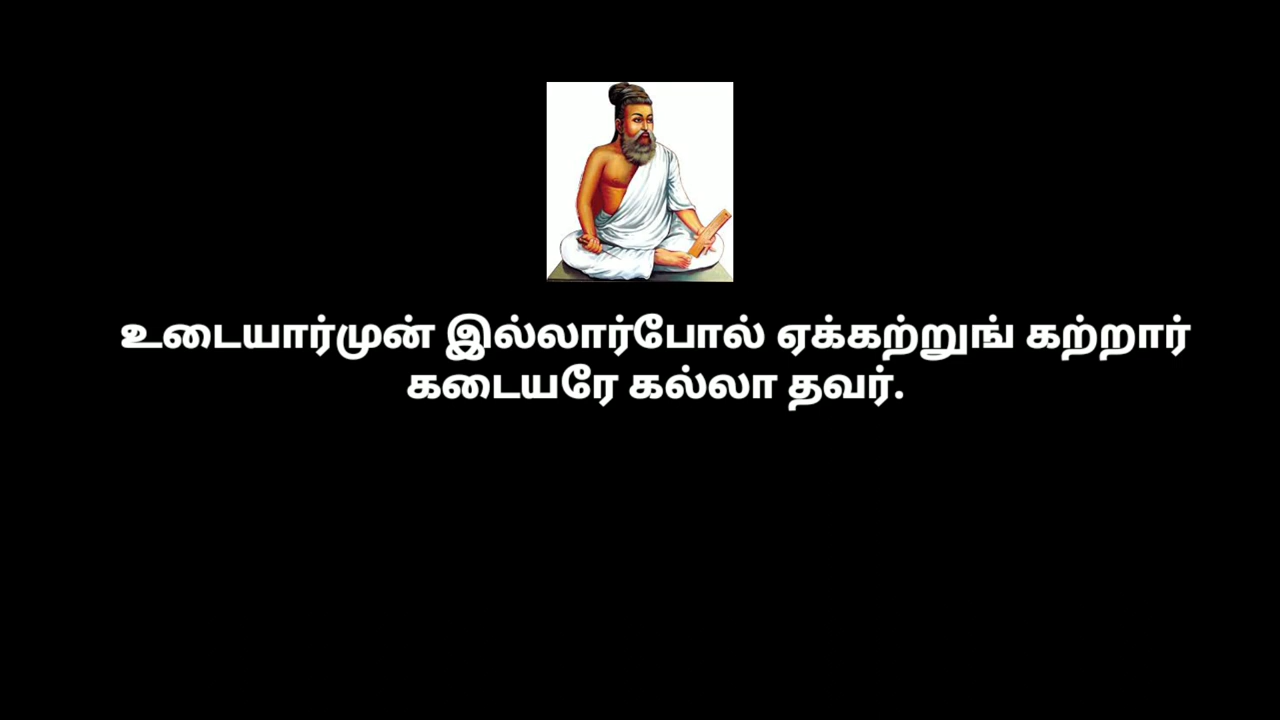 உடையார்முன் இல்லார்போல் ஏக்கற்றுங் கற்றார்
கடையரே கல்லா தவர்.